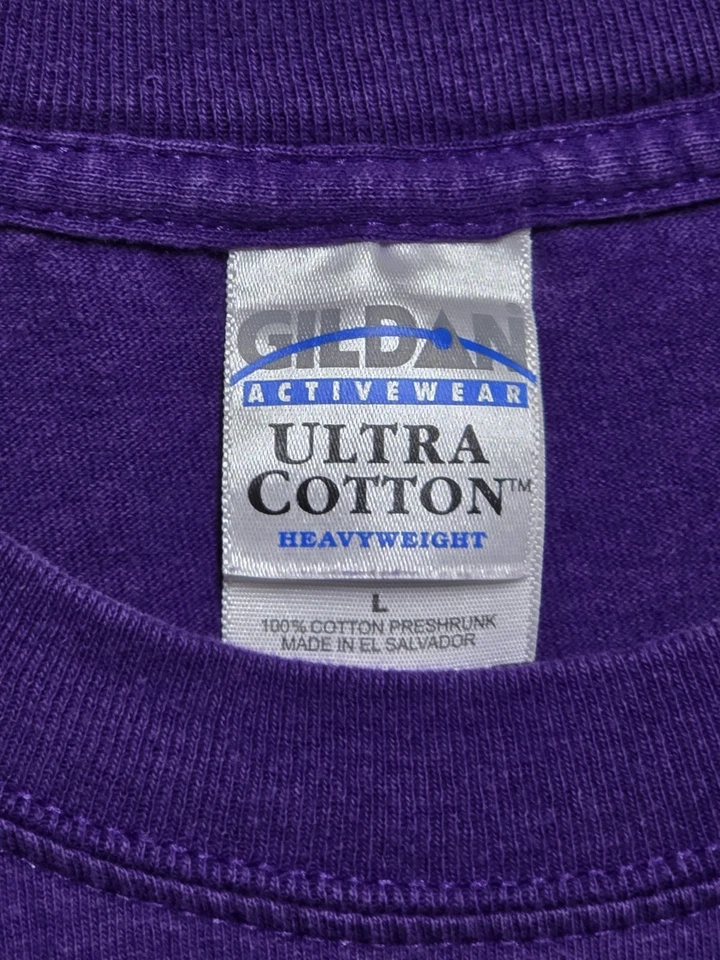 GILDAN
ACTIVEWEAR
ULTRA
COTTON™
HEAVYWEIGHT
L
100% COTTON PRESHRUNK
MADE IN EL SALVADOR